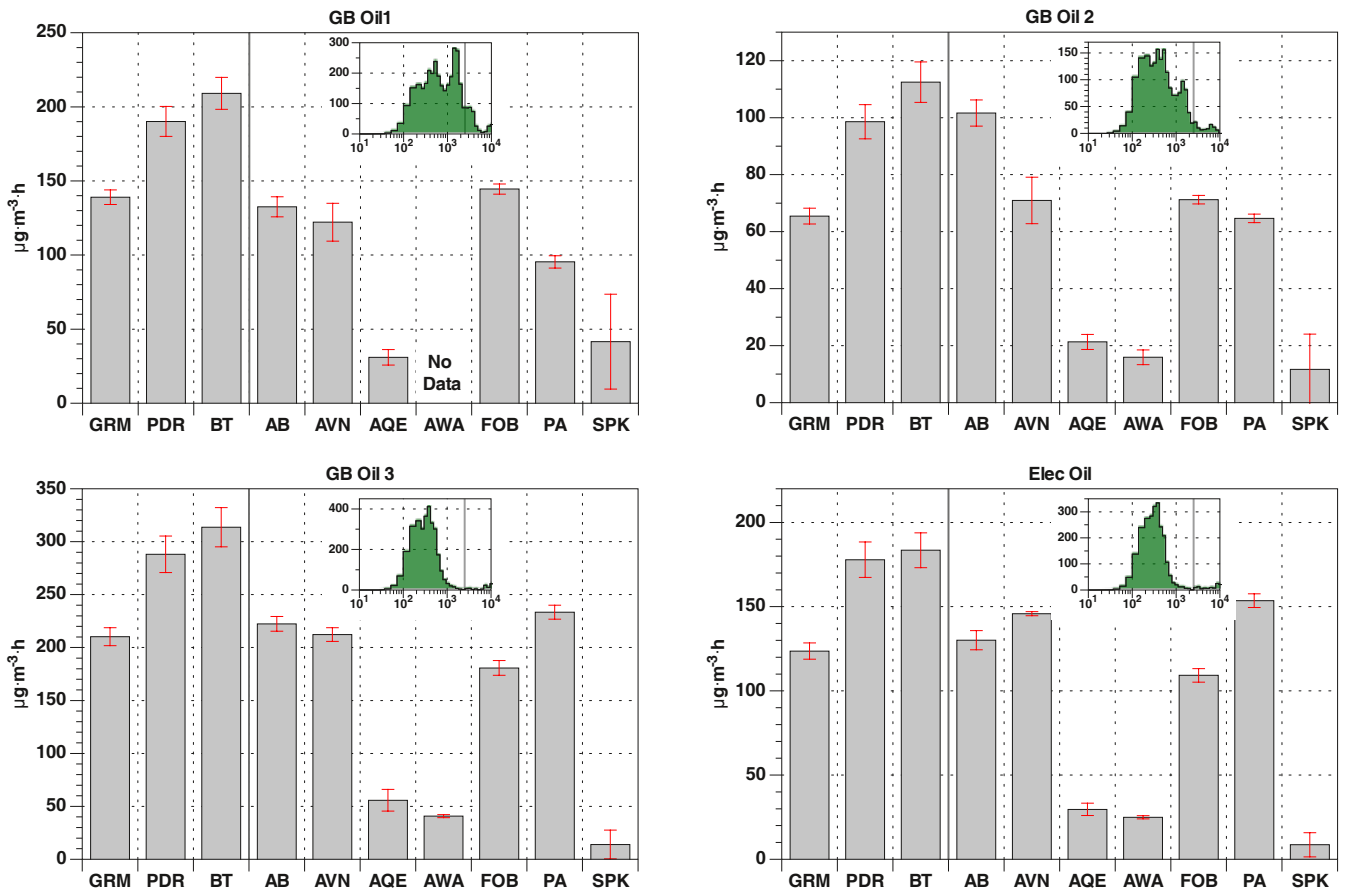 GB Oil1
µg·m⁻³·h
250
200
150
100
50
0
300
200
100
0
10¹ 10² 10³ 10⁴
No
Data
GRM PDR BT AB AVN AQE AWA FOB PA SPK
GB Oil 2
µg·m⁻³·h
120
100
80
60
40
20
0
150
100
50
0
10¹ 10² 10³ 10⁴
GRM PDR BT AB AVN AQE AWA FOB PA SPK
GB Oil 3
µg·m⁻³·h
350
300
250
200
150
100
50
0
400
200
0
10¹ 10² 10³ 10⁴
GRM PDR BT AB AVN AQE AWA FOB PA SPK
Elec Oil
µg·m⁻³·h
200
150
100
50
0
300
200
100
0
10¹ 10² 10³ 10⁴
GRM PDR BT AB AVN AQE AWA FOB PA SPK